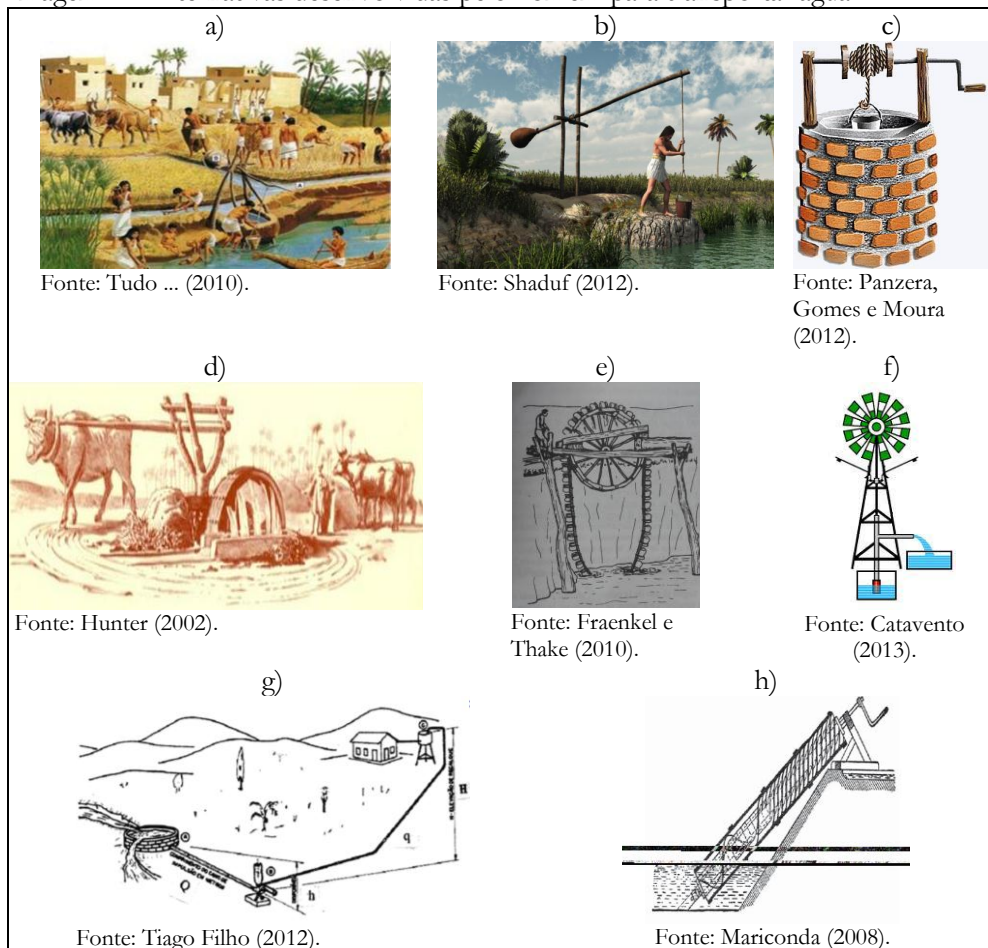 a)
b)
c)
Fonte: Tudo ... (2010).
Fonte: Shaduf (2012).
Fonte: Panzera,
Gomes e Moura
(2012).
d)
e)
f)
Fonte: Hunter (2002).
Fonte: Fraenkel e
Thake (2010).
Fonte: Catavento
(2013).
g)
h)
H
q
Q
h
Fonte: Tiago Filho (2012).
Fonte: Mariconda (2008).